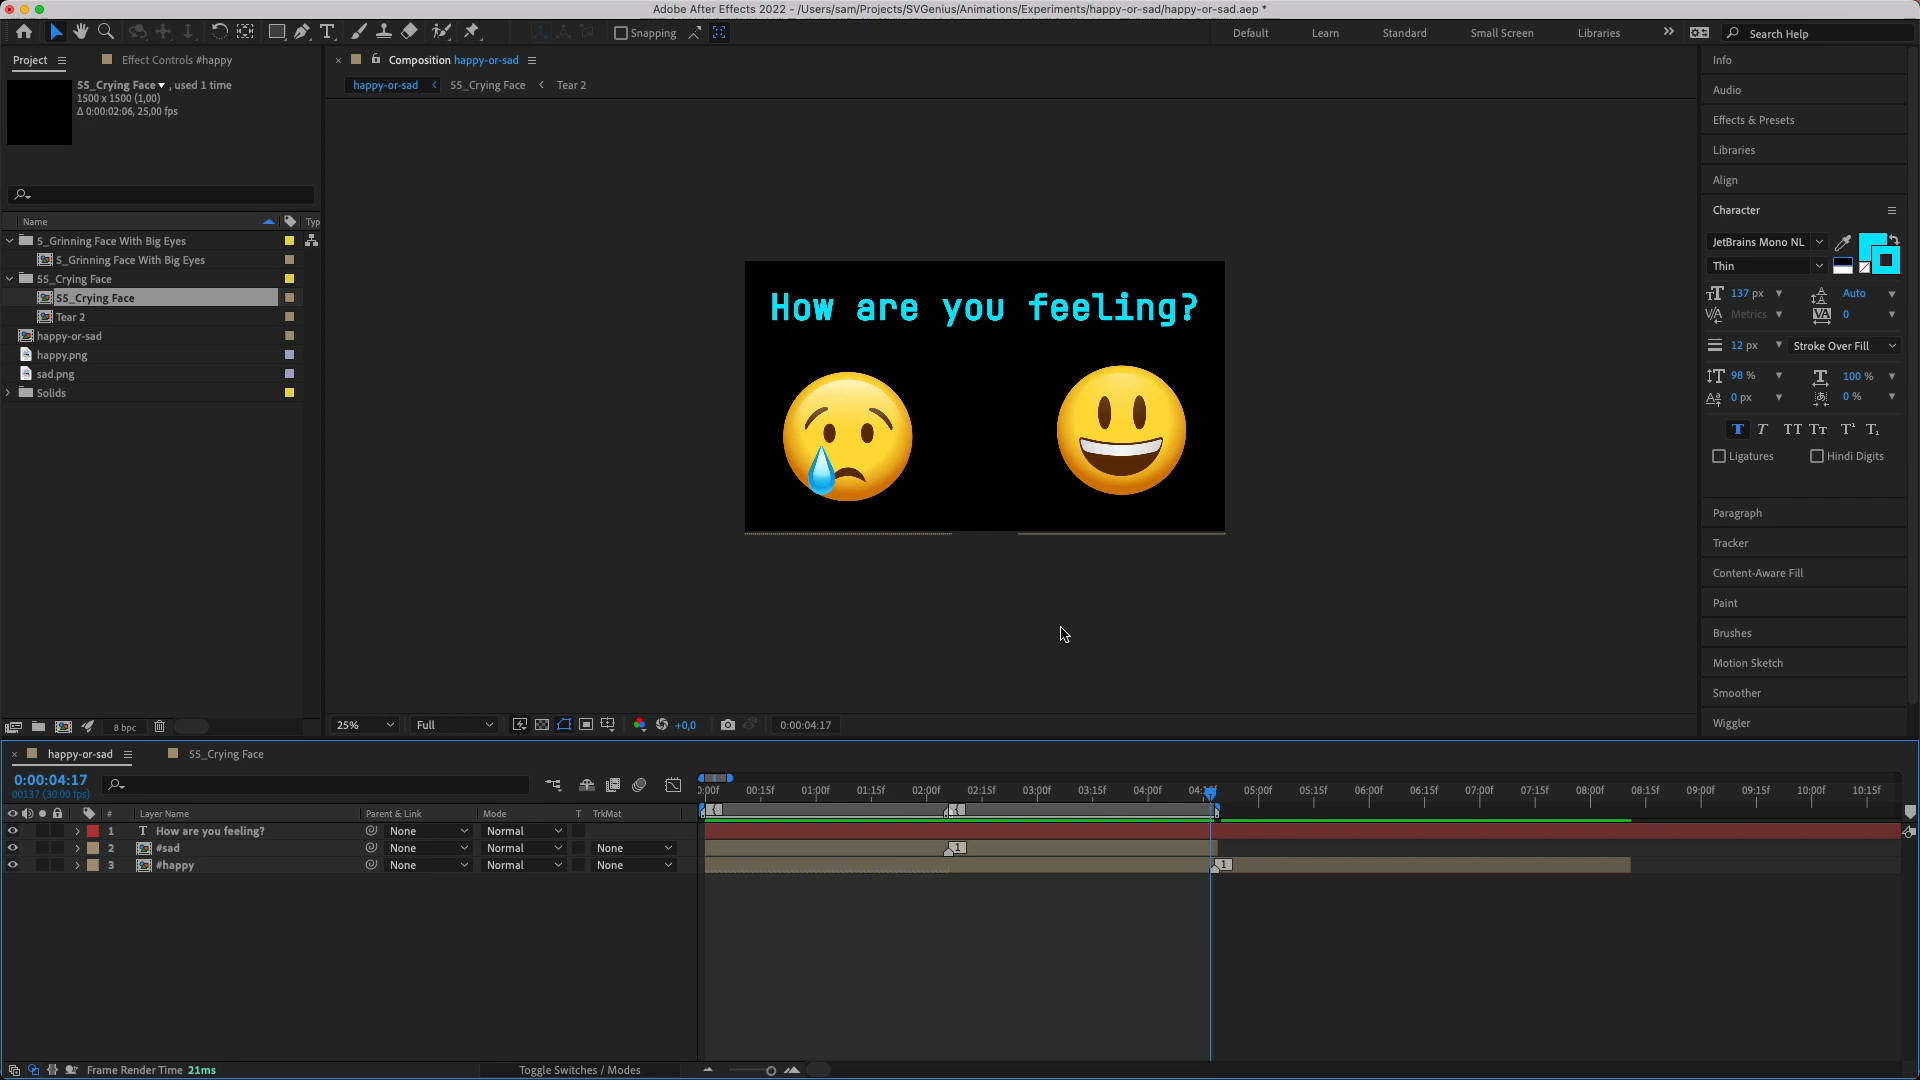 Adobe After Effects 2022 - /Users/sam/Projects/SVGenius/Animations/Experiments/happy-or-sad/happy-or-sad.aep *
Snapping
Default
Learn
Standard
Small Screen
Libraries
Search Help
Project
Effect Controls #happy
55_Crying Face , used 1 time
1500 x 1500 (1,00)
Δ 0:00:02:06, 25,00 fps
Name
Typ
5_Grinning Face With Big Eyes
5_Grinning Face With Big Eyes
55_Crying Face
55_Crying Face
Tear 2
happy-or-sad
happy.png
sad.png
Solids
8 bpc
Composition happy-or-sad
happy-or-sad
55_Crying Face
Tear 2
How are you feeling?
25%
Full
+0,0
0:00:04:17
Info
Audio
Effects & Presets
Libraries
Align
Character
JetBrains Mono NL
Thin
137 px
Auto
Metrics
0
12 px
Stroke Over Fill
98 %
100 %
0 px
0 %
T T TT Tt T¹ T₁
Ligatures
Hindi Digits
Paragraph
Tracker
Content-Aware Fill
Paint
Brushes
Motion Sketch
Smoother
Wiggler
happy-or-sad
55_Crying Face
0:00:04:17
00137 (30.00 fps)
# Layer Name
Parent & Link
Mode
T TrkMat
1 T How are you feeling? None Normal
2 #sad None Normal None
3 #happy None Normal None
:00f 00:15f 01:00f 01:15f 02:00f 02:15f 03:00f 03:15f 04:00f 05:00f 05:15f 06:00f 06:15f 07:00f 07:15f 08:00f 08:15f 09:00f 09:15f 10:00f 10:15f
1
1
Frame Render Time 21ms
Toggle Switches / Modes